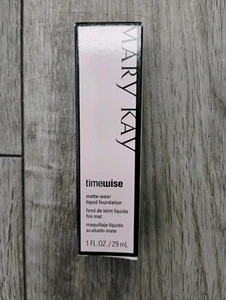 MARY KAY
timewise
matte-wear
liquid foundation
fond de teint liquide
fini mat
maquillaje líquido
acabado mate
1 FL.OZ. / 29 mL